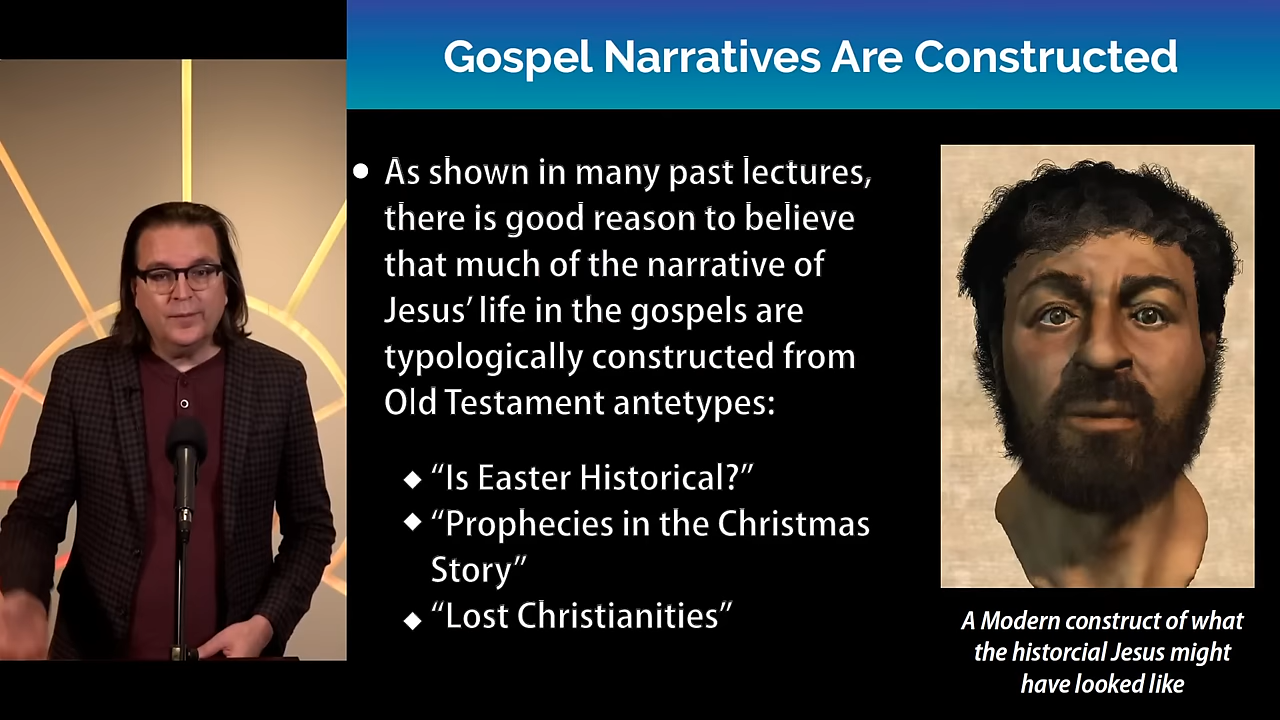 Gospel Narratives Are Constructed
• As shown in many past lectures,
there is good reason to believe
that much of the narrative of
Jesus’ life in the gospels are
typologically constructed from
Old Testament antetypes:
◆ “Is Easter Historical?”
◆ “Prophecies in the Christmas
Story”
◆ “Lost Christianities”
A Modern construct of what
the historcial Jesus might
have looked like